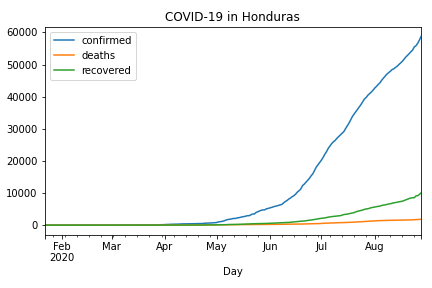 COVID-19 in Honduras
confirmed
deaths
recovered
60000
50000
40000
30000
20000
10000
0
Feb Mar Apr May Jun Jul Aug
2020
Day